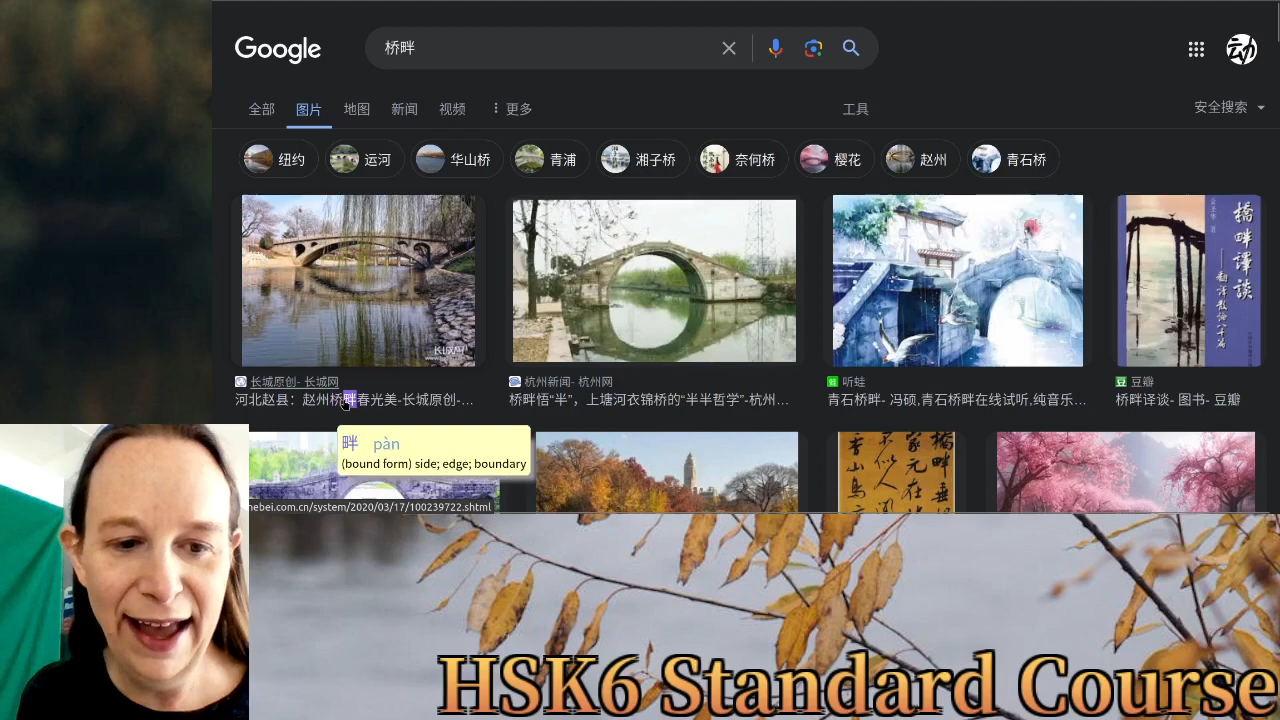 Google
桥畔
动
全部 图片 地图 新闻 视频 更多 工具 安全搜索
纽约 运河 华山桥 青浦 湘子桥 奈何桥 樱花 赵州 青石桥
橋畔譯談
长城原创- 长城网
河北赵县：赵州桥畔春光美-长城原创-…
杭州新闻- 杭州网
桥畔悟“半”，上塘河衣锦桥的“半半哲学”-杭州…
听蛙
青石桥畔- 冯硕,青石桥畔在线试听,纯音乐…
豆 豆瓣
桥畔译谈- 图书- 豆瓣
畔 pàn
(bound form) side; edge; boundary
hebei.com.cn/system/2020/03/17/100239722.shtml
HSK6 Standard Course